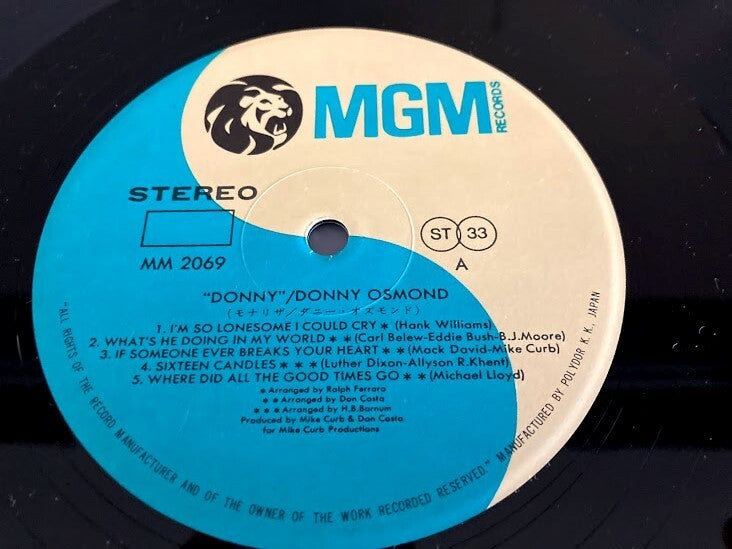 MGM RECORDS
STEREO
MM 2069
ST 33
A
"DONNY"/DONNY OSMOND
(モナリザ/ダニー・オズモンド)
1. I'M SO LONESOME I COULD CRY * (Hank Williams)
2. WHAT'S HE DOING IN MY WORLD * * (Carl Belew-Eddie Bush-B.J.Moore)
3. IF SOMEONE EVER BREAKS YOUR HEART * * (Mack David-Mike Curb)
4. SIXTEEN CANDLES * * * (Luther Dixon-Allyson R.Khent)
5. WHERE DID ALL THE GOOD TIMES GO * * (Michael Lloyd)
* Arranged by Ralph Ferraro
* * Arranged by Don Costa
* * * Arranged by H.B.Barnum
Produced by Mike Curb & Don Costa
for Mike Curb Productions
"ALL RIGHTS OF THE RECORD MANUFACTURER AND OF THE OWNER OF THE WORK RECORDED RESERVED." MANUFACTURED BY POLYDOR K.K., JAPAN